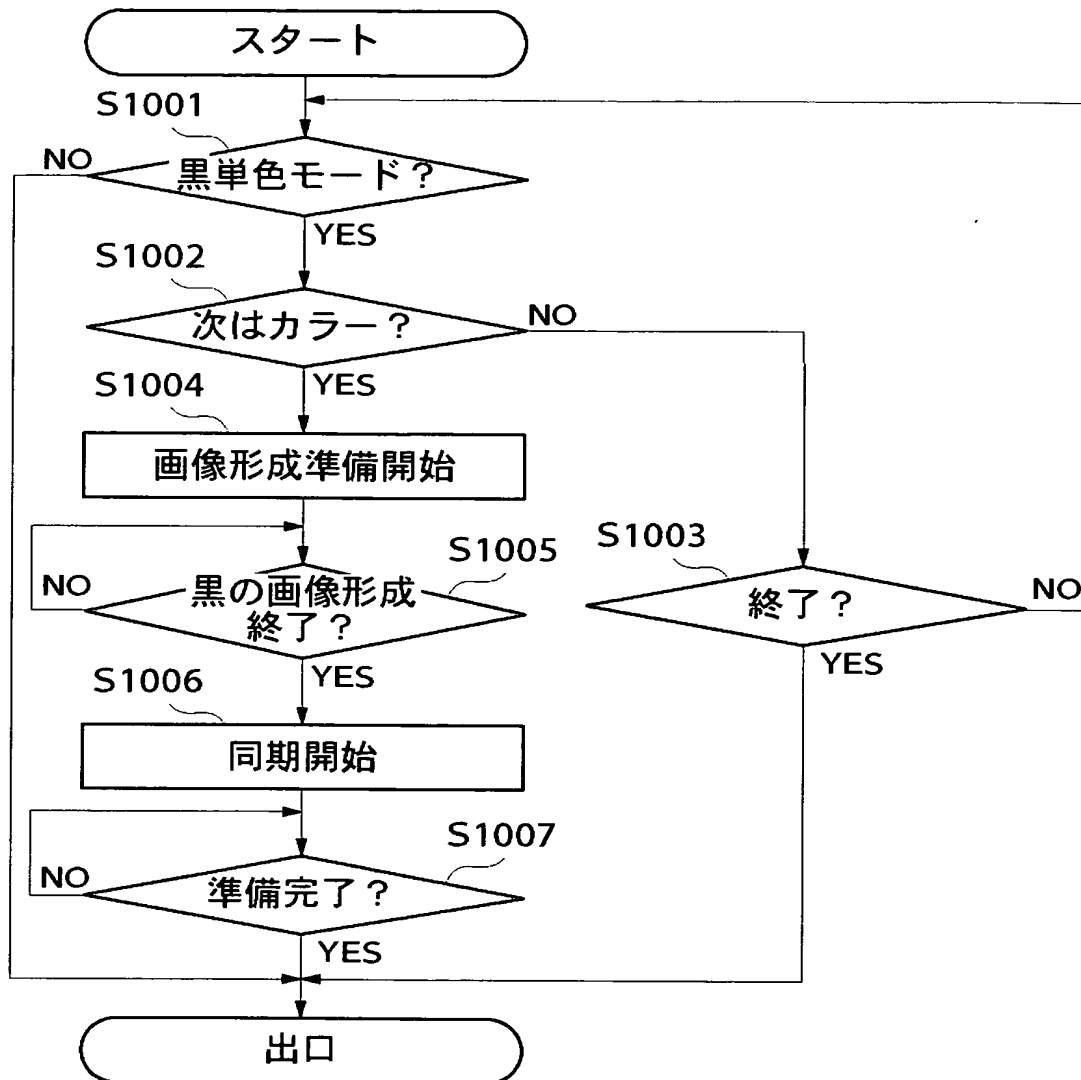 スタート
S1001
NO
黒単色モード？
YES
S1002
次はカラー？
NO
YES
S1004
画像形成準備開始
S1005
S1003
NO
黒の画像形成
終了？
終了？
NO
YES
YES
S1006
同期開始
S1007
NO
準備完了？
YES
出口